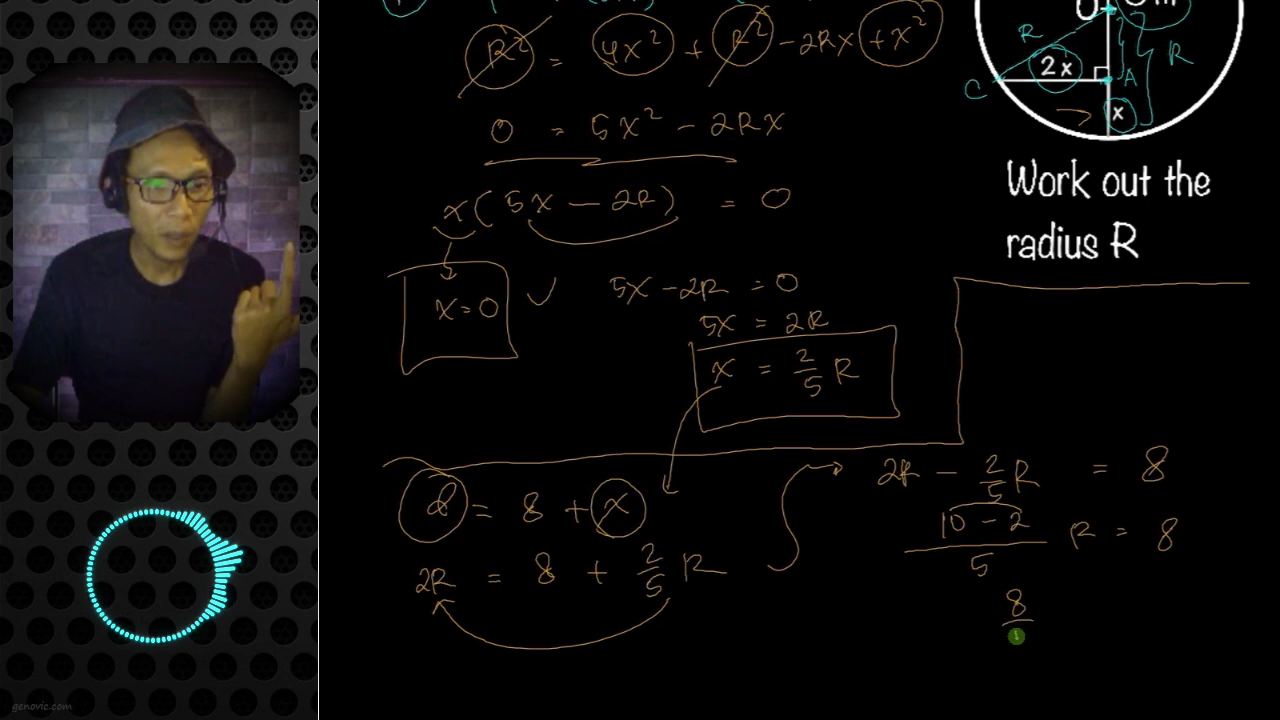 R² = 4x² + R² - 2Rx + x²
0 = 5x² - 2Rx
x(5x - 2R) = 0
x = 0
5x - 2R = 0
5x = 2R
x = 2/5 R
d = 8 + x
2R = 8 + 2/5 R
2R - 2/5 R = 8
10 - 2/5 R = 8
8/
O
R
2x
A
R
C
x
Work out the
radius R
genovic.com